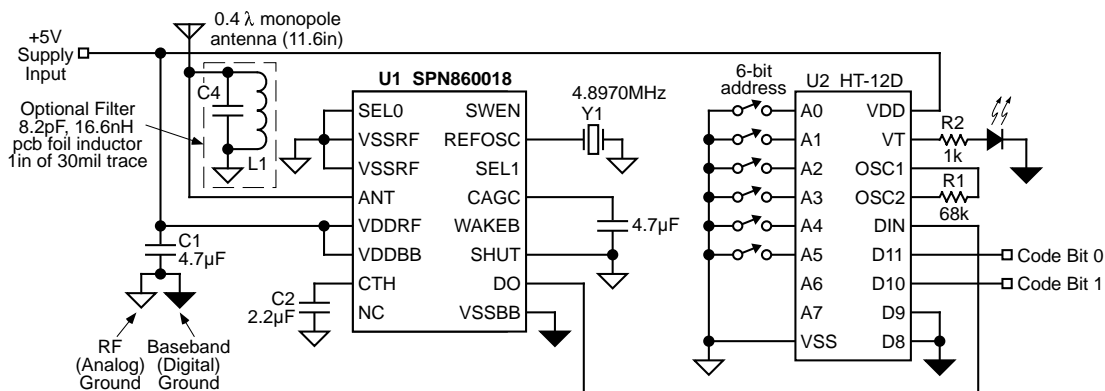 0.4 λ monopole
antenna (11.6in)
+5V
Supply
Input
C4
L1
Optional Filter
8.2pF, 16.6nH
pcb foil inductor
1in of 30mil trace
C1
4.7µF
RF
(Analog)
Ground
Baseband
(Digital)
Ground
C2
2.2µF
U1 SPN860018
SEL0
VSSRF
VSSRF
ANT
VDDRF
VDDBB
CTH
NC
SWEN
REFOSC
SEL1
CAGC
WAKEB
SHUT
DO
VSSBB
4.8970MHz
Y1
4.7µF
6-bit
address
U2 HT-12D
A0
A1
A2
A3
A4
A5
A6
A7
VSS
VDD
VT
OSC1
OSC2
DIN
D11
D10
D9
D8
R2
1k
R1
68k
Code Bit 0
Code Bit 1